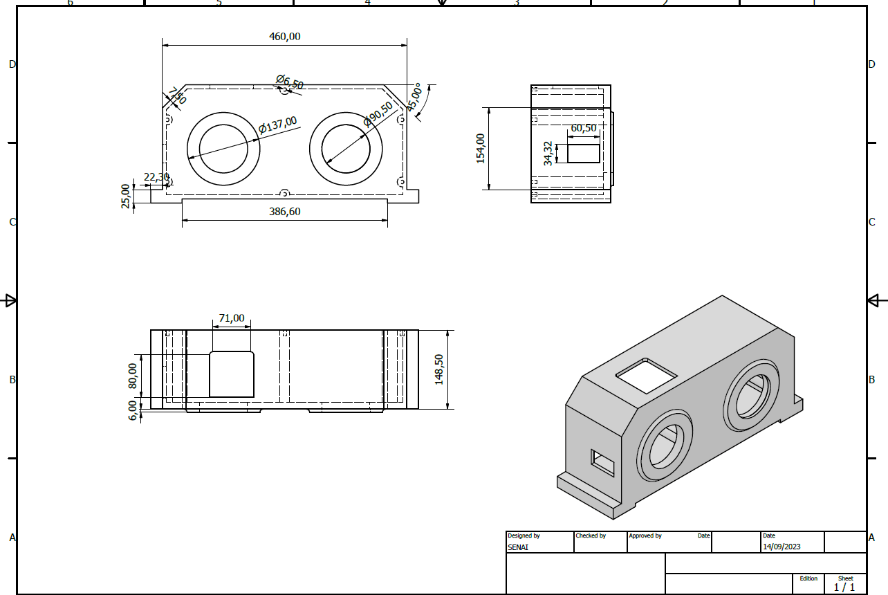 6 5 4 3 2 1
D D
460,00
Ø6,50
7,50
45,00°
Ø137,00
Ø90,50
60,50
154,00
34,32
22,30
25,00
386,60
C C
71,00
80,00
148,50
6,00
B B
A A
Designed by Checked by Approved by Date Date
SENAI 14/09/2023
Edition Sheet
1 / 1